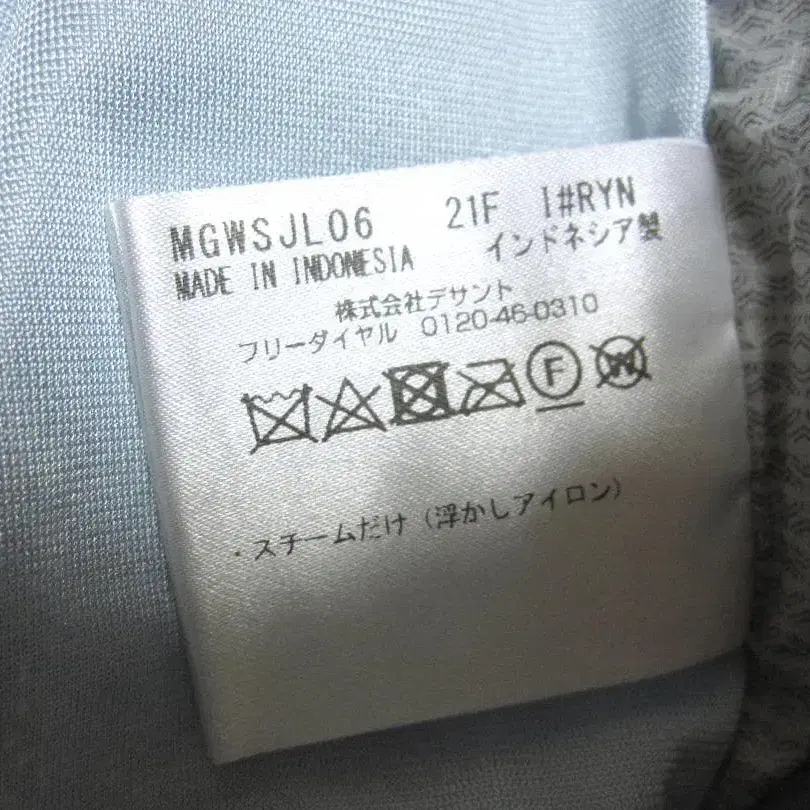 MGWSJL06 21F I#RYN
MADE IN INDONESIA インドネシア製
株式会社デサント
フリーダイヤル 0120-46-0310
F W
・スチームだけ（浮かしアイロン）